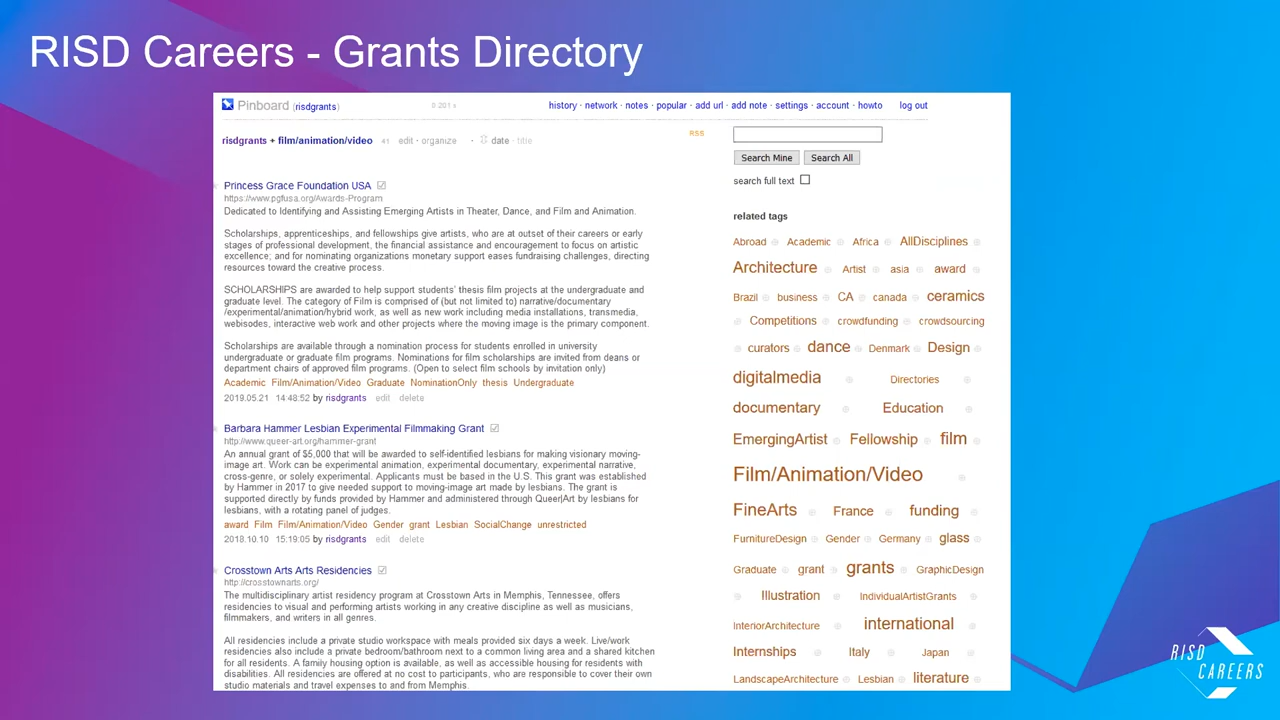 RISD Careers - Grants Directory
Pinboard (risdgrants)
history · network · notes · popular · add url · add note · settings · account · howto log out
risdgrants + film/animation/video 41 edit · organize · date · title
RSS
Search Mine Search All
search full text
Princess Grace Foundation USA
https://www.pgfusa.org/Awards-Program
Dedicated to Identifying and Assisting Emerging Artists in Theater, Dance, and Film and Animation.
Scholarships, apprenticeships, and fellowships give artists, who are at outset of their careers or early
stages of professional development, the financial assistance and encouragement to focus on artistic
excellence; and for nominating organizations monetary support eases fundraising challenges, directing
resources toward the creative process.
SCHOLARSHIPS are awarded to help support students' thesis film projects at the undergraduate and
graduate level. The category of Film is comprised of (but not limited to) narrative/documentary
/experimental/animation/hybrid work, as well as new work including media installations, transmedia,
webisodes, interactive web work and other projects where the moving image is the primary component.
Scholarships are available through a nomination process for students enrolled in university
undergraduate or graduate film programs. Nominations for film scholarships are invited from deans or
department chairs of approved film programs. (Open to select film schools by invitation only)
Academic Film/Animation/Video Graduate NominationOnly thesis Undergraduate
2019.05.21 14:48:52 by risdgrants edit delete
Barbara Hammer Lesbian Experimental Filmmaking Grant
http://www.queer-art.org/hammer-grant
An annual grant of $5,000 that will be awarded to self-identified lesbians for making visionary moving-
image art. Work can be experimental animation, experimental documentary, experimental narrative,
cross-genre, or solely experimental. Applicants must be based in the U.S. This grant was established
by Hammer in 2017 to give needed support to moving-image art made by lesbians. The grant is
supported directly by funds provided by Hammer and administered through Queer|Art by lesbians for
lesbians, with a rotating panel of judges.
award Film Film/Animation/Video Gender grant Lesbian SocialChange unrestricted
2018.10.10 15:19:05 by risdgrants edit delete
Crosstown Arts Arts Residencies
http://crosstownarts.org/
The multidisciplinary artist residency program at Crosstown Arts in Memphis, Tennessee, offers
residencies to visual and performing artists working in any creative discipline as well as musicians,
filmmakers, and writers in all genres.
All residencies include a private studio workspace with meals provided six days a week. Live/work
residencies also include a private bedroom/bathroom next to a common living area and a shared kitchen
for all residents. A family housing option is available, as well as accessible housing for residents with
disabilities. All residencies are offered at no cost to participants, who are responsible to cover their own
studio materials and travel expenses to and from Memphis.
related tags
Abroad Academic Africa AllDisciplines
Architecture Artist asia award
Brazil business CA canada ceramics
Competitions crowdfunding crowdsourcing
curators dance Denmark Design
digitalmedia Directories
documentary Education
EmergingArtist Fellowship film
Film/Animation/Video
FineArts France funding
FurnitureDesign Gender Germany glass
Graduate grant grants GraphicDesign
Illustration IndividualArtistGrants
InteriorArchitecture international
Internships Italy Japan
LandscapeArchitecture Lesbian literature
RISD
CAREERS